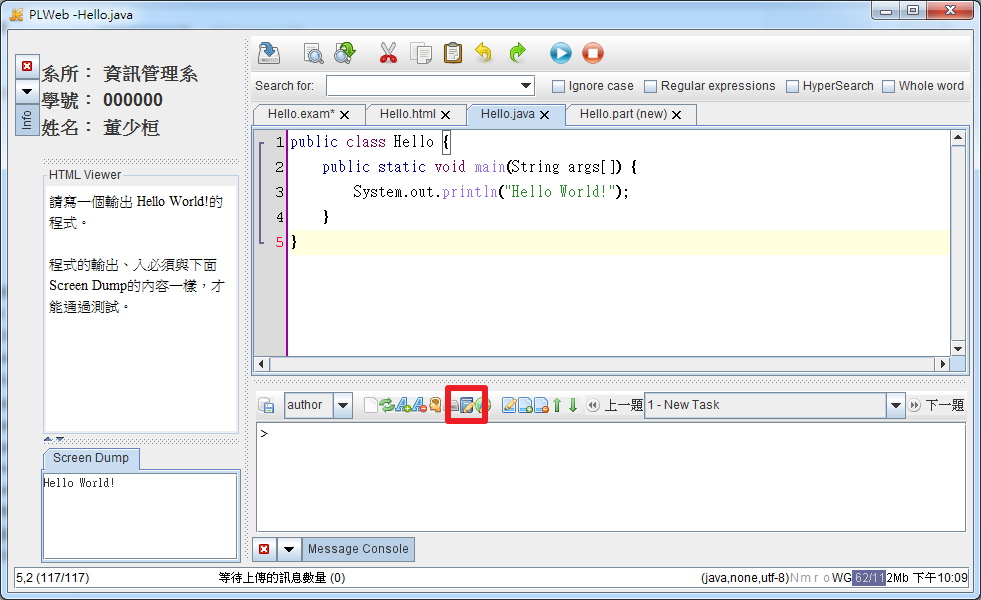 PLWeb -Hello.java
系所： 資訊管理系
學號： 000000
姓名： 董少桓
Info
HTML Viewer
請寫一個輸出 Hello World!的
程式。
程式的輸出、入必須與下面
Screen Dump的內容一樣，才
能通過測試。
Screen Dump
Hello World!
Search for:
Ignore case
Regular expressions
HyperSearch
Whole word
Hello.exam*
Hello.html
Hello.java
Hello.part (new)
1 public class Hello {
2 public static void main(String args[]) {
3 System.out.println("Hello World!");
4 }
5 }
author
上一題
1 - New Task
下一題
>
Message Console
5,2 (117/117)
等待上傳的訊息數量 (0)
(java,none,utf-8)N m r o WG 62/112Mb 下午10:09